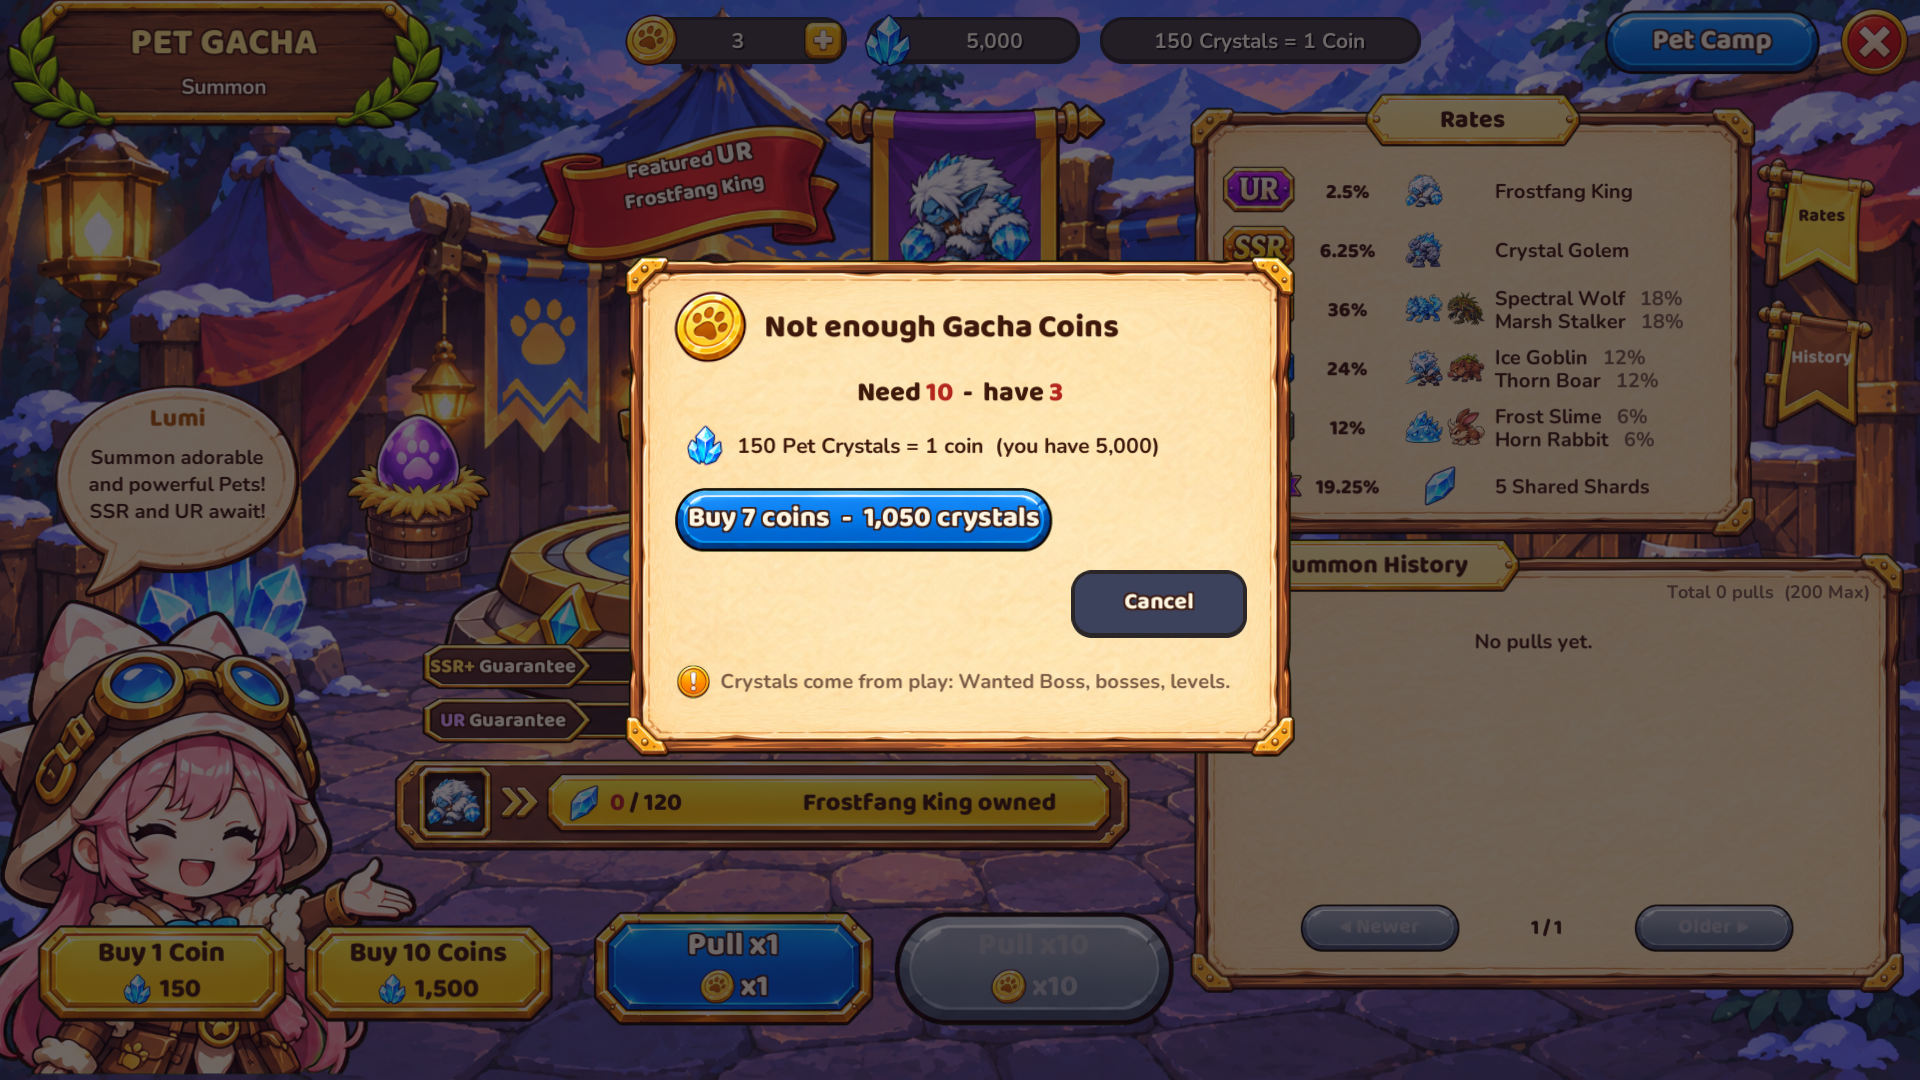 PET GACHA
Summon
3
5,000
150 Crystals = 1 Coin
Pet Camp
Featured UR
Frostfang King
Rates
UR 2.5% Frostfang King
SSR 6.25% Crystal Golem
36% Spectral Wolf 18%
Marsh Stalker 18%
24% Ice Goblin 12%
Thorn Boar 12%
12% Frost Slime 6%
Horn Rabbit 6%
19.25% 5 Shared Shards
Rates
History
Not enough Gacha Coins
Need 10 - have 3
150 Pet Crystals = 1 coin (you have 5,000)
Buy 7 coins - 1,050 crystals
Cancel
Crystals come from play: Wanted Boss, bosses, levels.
Lumi
Summon adorable
and powerful Pets!
SSR and UR await!
SSR+ Guarantee
UR Guarantee
0 / 120 Frostfang King owned
ummon History
Total 0 pulls (200 Max)
No pulls yet.
◀ Newer
1 / 1
Older ▶
Buy 1 Coin
150
Buy 10 Coins
1,500
Pull x1
x1
Pull x10
x10